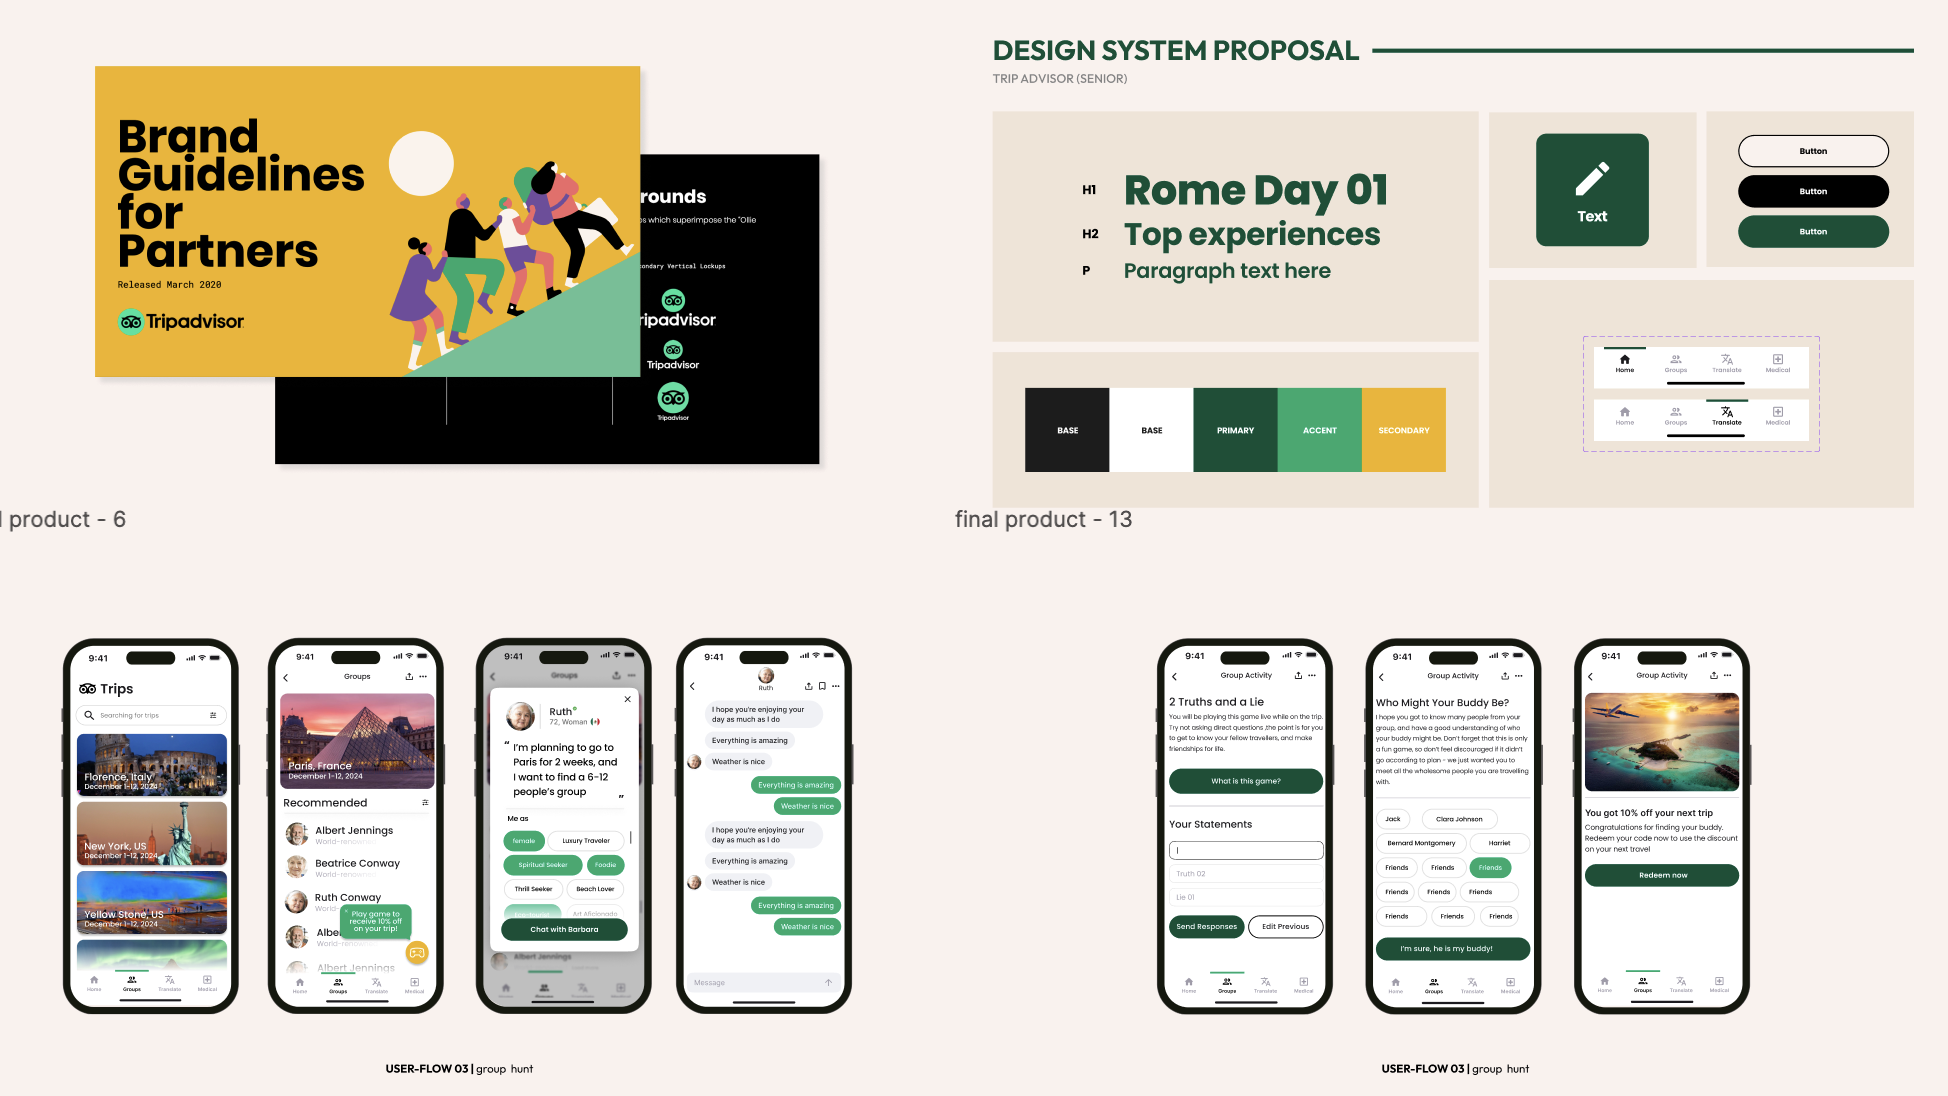 Brand
Guidelines
for
Partners
Released March 2020
Tripadvisor
rounds
os which superimpose the "Ollie
condary Vertical Lockups
ripadvisor
Tripadvisor
Tripadvisor
DESIGN SYSTEM PROPOSAL
TRIP ADVISOR (SENIOR)
H1
Rome Day 01
H2
Top experiences
P
Paragraph text here
Text
Button
Button
Button
BASE
BASE
PRIMARY
ACCENT
SECONDARY
Home
Groups
Translate
Medical
Home
Groups
Translate
Medical
l product - 6
final product - 13
9:41
Trips
Searching for trips
Florence, Italy
December 1-12, 2024
New York, US
December 1-12, 2024
Yellow Stone, US
December 1-12, 2024
Home
Groups
Translate
Medical
9:41
Groups
Paris, France
December 1-12, 2024
Recommended
Albert Jennings
World-renow
Beatrice Conway
World-renow
Ruth Conway
World-
Albe
World-renow
Albert Jennings
Play game to
receive 10% off
on your trip!
Home
Groups
Translate
Medical
9:41
Groups
Ruth
72, Woman
“ I'm planning to go to
Paris for 2 weeks, and
I want to find a 6-12
people's group ”
Me as
female
Luxury Traveler
Spiritual Seeker
Foodie
Thrill Seeker
Beach Lover
Art Aficionado
Chat with Barbara
Albert Jennings
9:41
Ruth
I hope you're enjoying your
day as much as I do
Everything is amazing
Weather is nice
Everything is amazing
Weather is nice
I hope you're enjoying your
day as much as I do
Everything is amazing
Weather is nice
Everything is amazing
Weather is nice
Message
USER-FLOW 03 | group hunt
9:41
Group Activity
2 Truths and a Lie
You will be playing this game live while on the trip.
Try not asking direct questions ,the point is for you
to get to know your fellow travellers, and make
friendships for life.
What is this game?
Your Statements
Truth 02
Lie 01
Send Responses
Edit Previous
Home
Groups
Translate
Medical
9:41
Group Activity
Who Might Your Buddy Be?
I hope you got to know many people from your
group, and have a good understanding of who
your buddy might be. Don't forget that this is only
a fun game, so don't feel discouraged if it didn't
go according to plan - we just wanted you to
meet all the wholesome people you are travelling
with.
Jack
Clara Johnson
Bernard Montgomery
Harriet
Friends
Friends
Friends
Friends
Friends
Friends
Friends
Friends
Friends
I'm sure, he is my buddy!
Home
Groups
Translate
Medical
9:41
Group Activity
You got 10% off your next trip
Congratulations for finding your buddy.
Redeem your code now to use the discount
on your next travel
Redeem now
Home
Groups
Translate
Medical
USER-FLOW 03 | group hunt